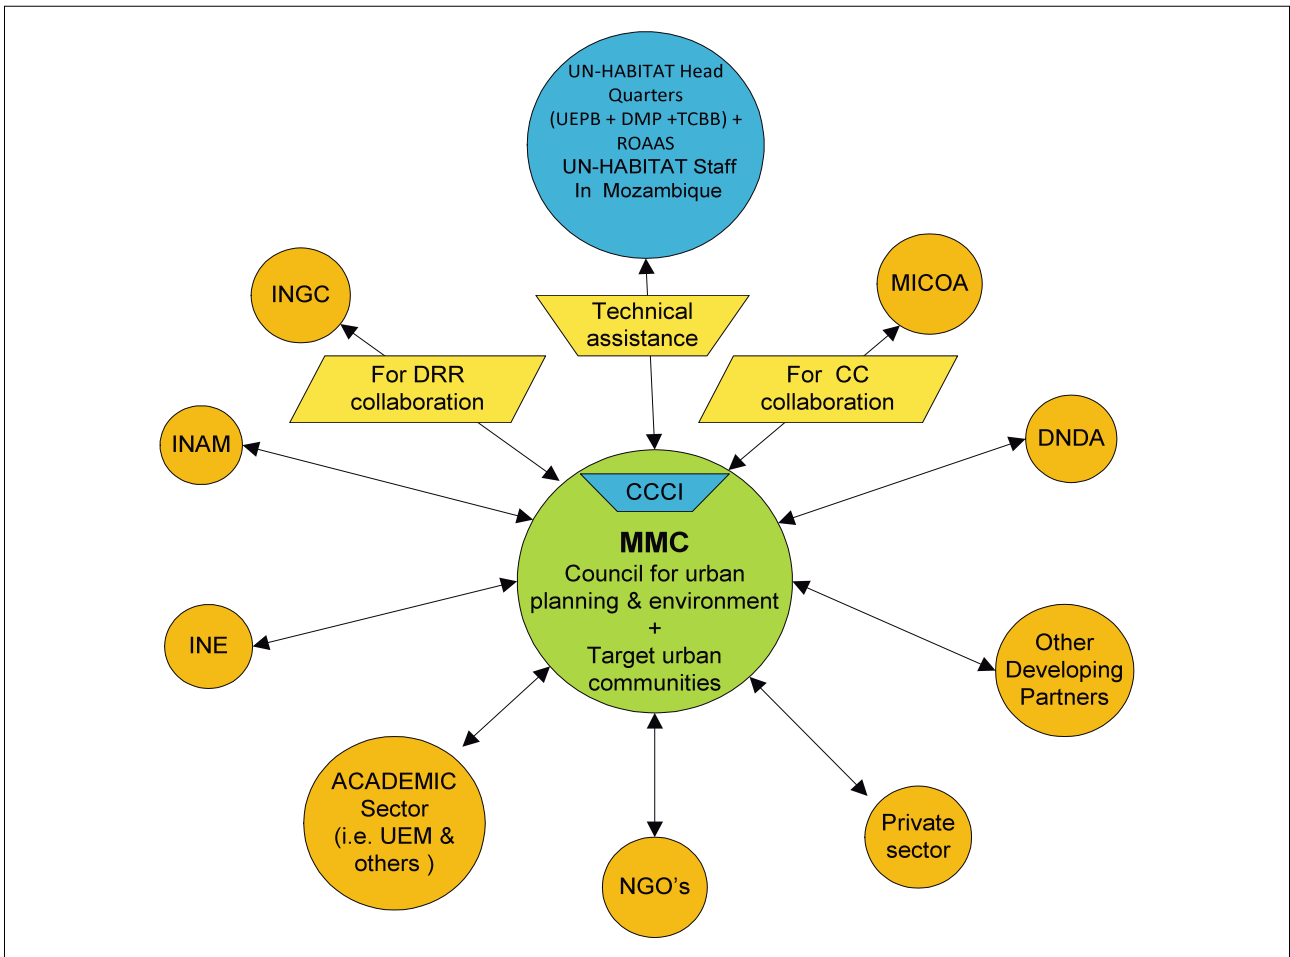 UN-HABITAT Head
Quarters
(UEPB + DMP +TCBB) +
ROAAS
UN-HABITAT Staff
In Mozambique
INGC
MICOA
Technical
assistance
For DRR
collaboration
For CC
collaboration
INAM
DNDA
CCCI
MMC
Council for urban
planning & environment
+
Target urban
communities
INE
Other
Developing
Partners
ACADEMIC
Sector
(i.e. UEM &
others )
Private
sector
NGO's